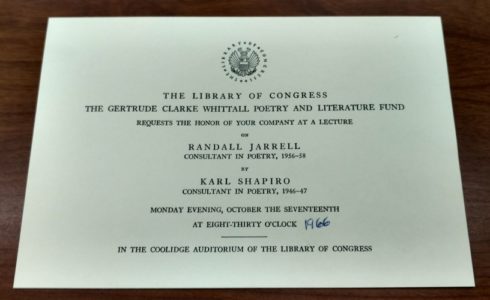 THE LIBRARY OF CONGRESS
THE GERTRUDE CLARKE WHITTALL POETRY AND LITERATURE FUND
REQUESTS THE HONOR OF YOUR COMPANY AT A LECTURE
ON
RANDALL JARRELL
CONSULTANT IN POETRY, 1956-58
BY
KARL SHAPIRO
CONSULTANT IN POETRY, 1946-47
MONDAY EVENING, OCTOBER THE SEVENTEENTH
AT EIGHT-THIRTY O'CLOCK 1966
IN THE COOLIDGE AUDITORIUM OF THE LIBRARY OF CONGRESS